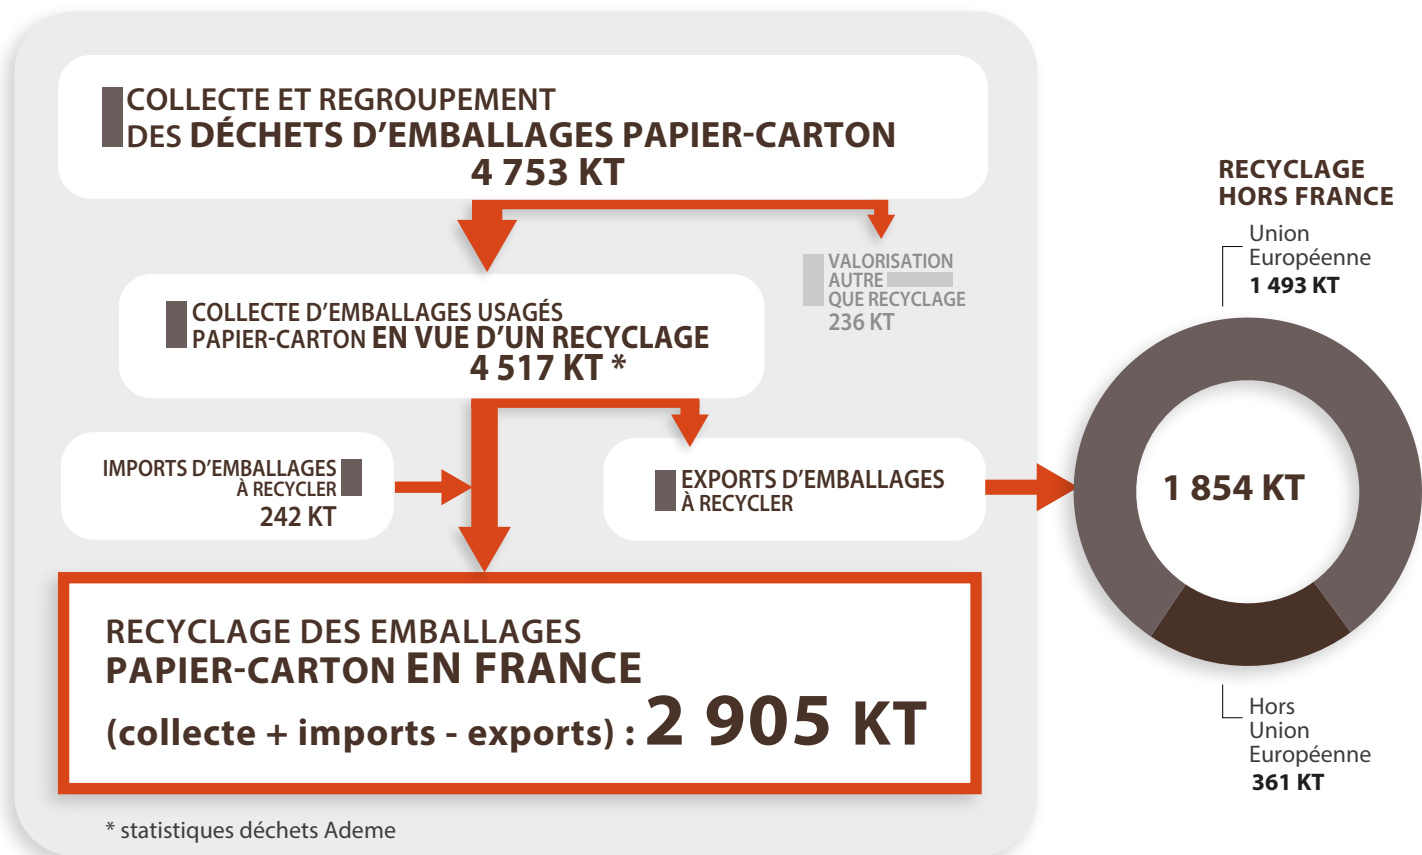 COLLECTE ET REGROUPEMENT
DES DÉCHETS D'EMBALLAGES PAPIER-CARTON
4 753 KT
VALORISATION
AUTRE
QUE RECYCLAGE
236 KT
COLLECTE D'EMBALLAGES USAGÉS
PAPIER-CARTON EN VUE D'UN RECYCLAGE
4 517 KT *
IMPORTS D'EMBALLAGES
À RECYCLER
242 KT
EXPORTS D'EMBALLAGES
À RECYCLER
RECYCLAGE DES EMBALLAGES
PAPIER-CARTON EN FRANCE
(collecte + imports - exports) : 2 905 KT
* statistiques déchets Ademe
RECYCLAGE
HORS FRANCE
Union
Européenne
1 493 KT
1 854 KT
Hors
Union
Européenne
361 KT